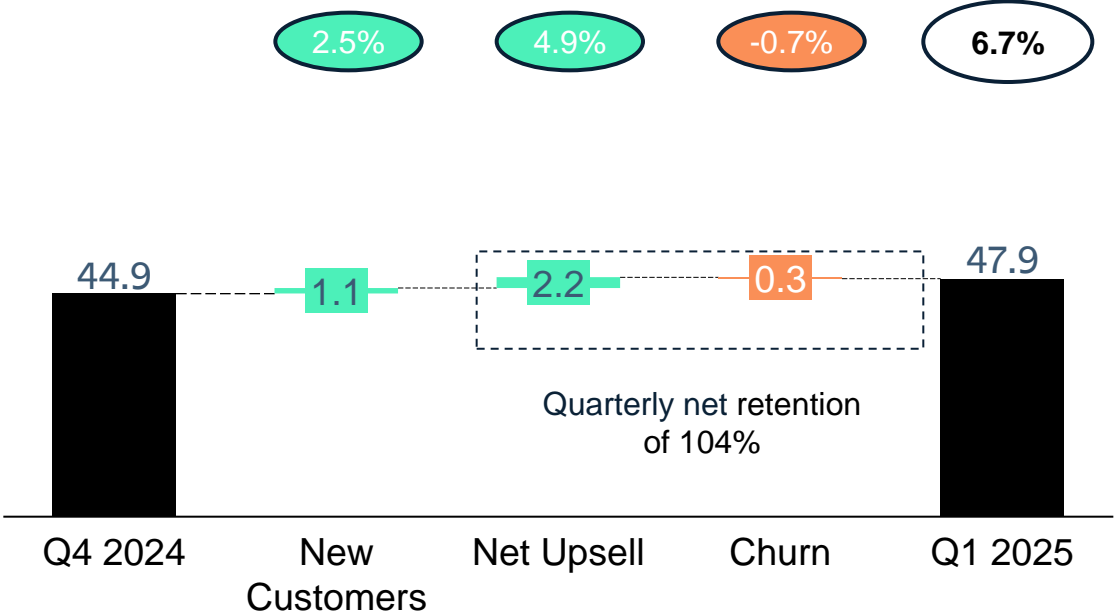 2.5%
4.9%
-0.7%
6.7%
44.9
1.1
2.2
0.3
47.9
Quarterly net retention
of 104%
Q4 2024
New
Customers
Net Upsell
Churn
Q1 2025